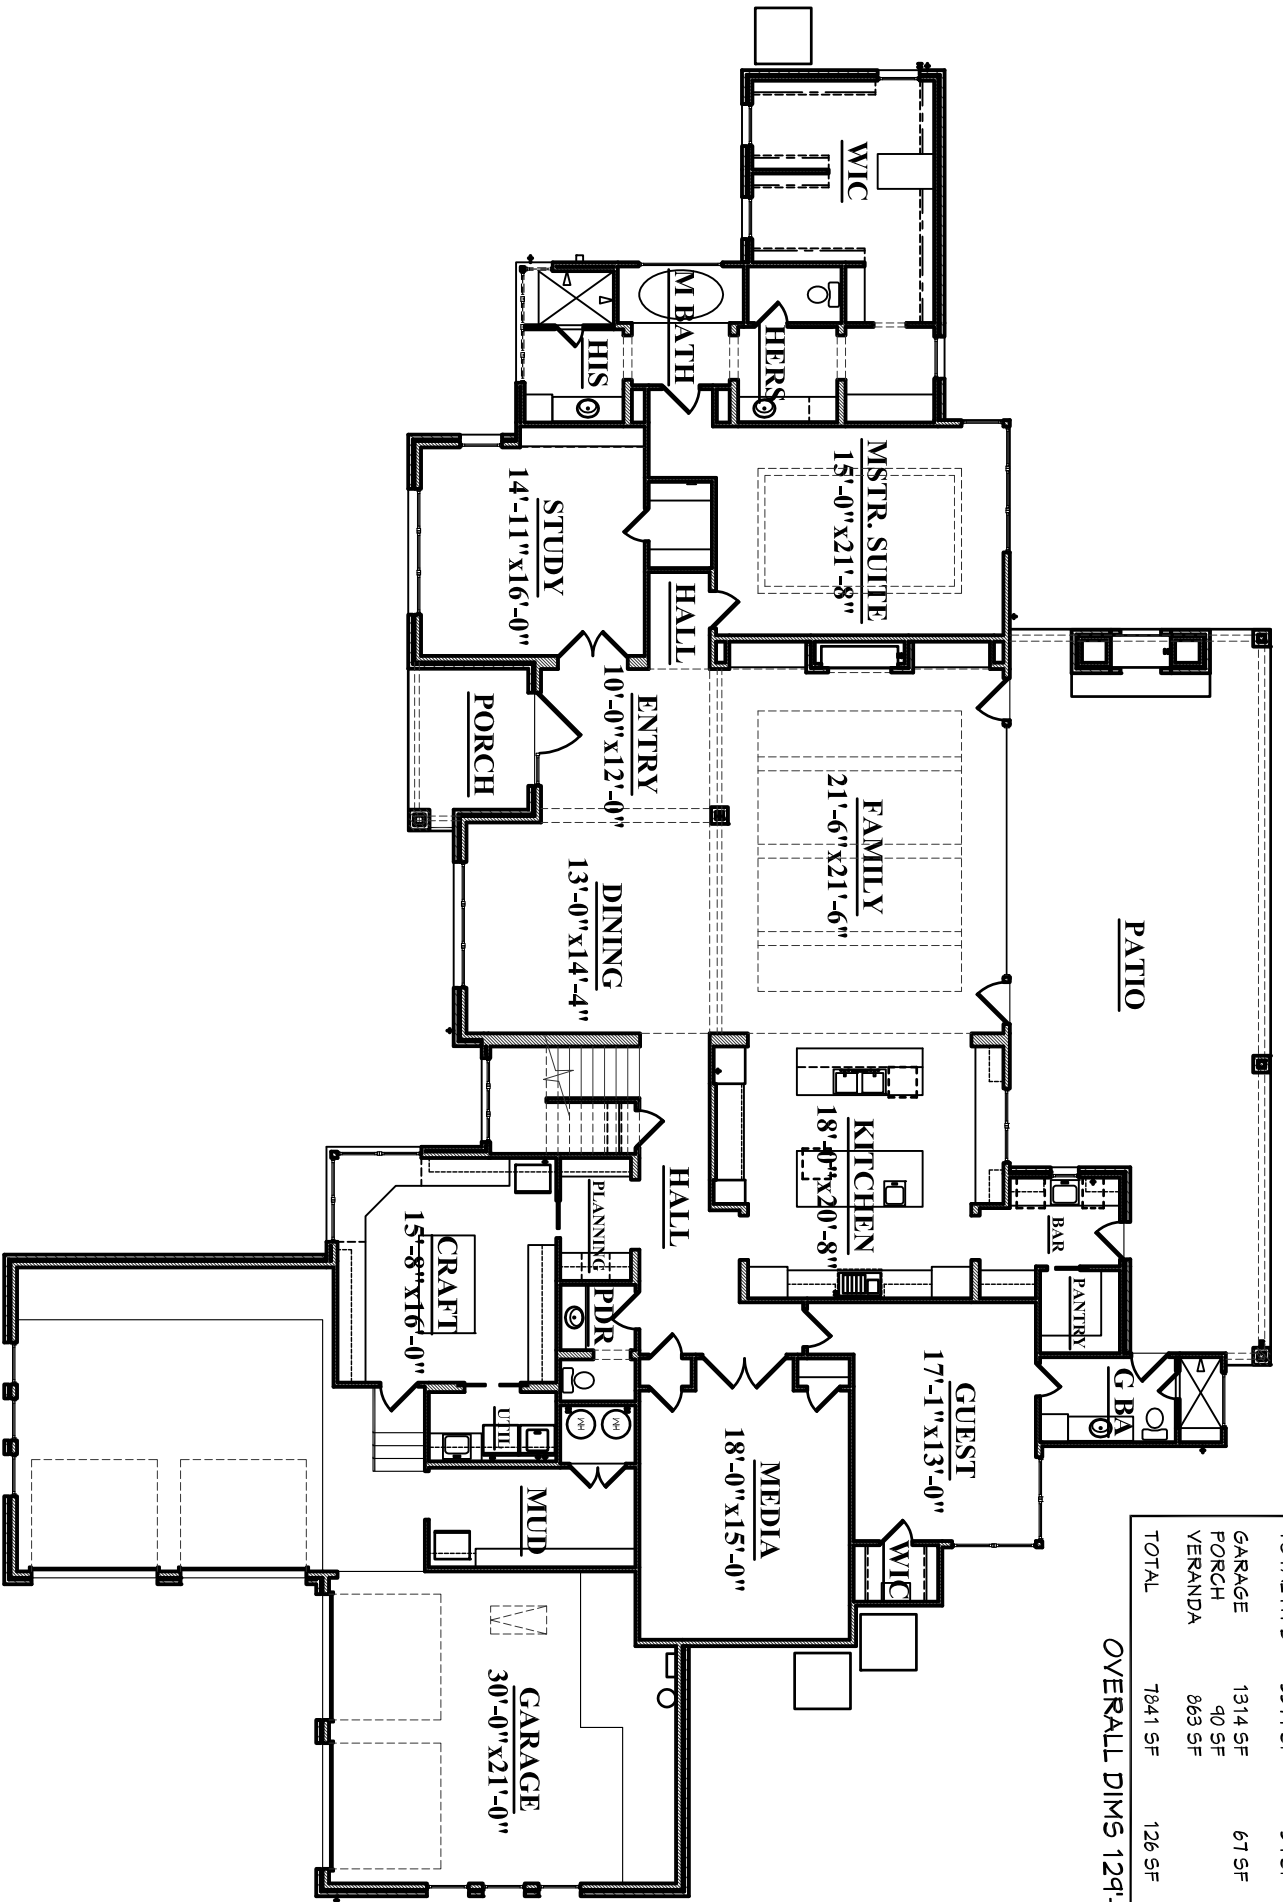 WIC
M BATH
HIS
HERS
MSTR. SUITE
15'-0"x21'-8"
STUDY
14'-11"x16'-0"
HALL
ENTRY
10'-0"x12'-0"
PORCH
FAMILY
21'-6"x21'-6"
PATIO
DINING
13'-0"x14'-4"
KITCHEN
18'-0"x20'-8"
HALL
BAR
PANTRY
PLANNING
PDR
CRAFT
15'-8"x16'-0"
UTIL
WH
WH
MUD
G BA
GUEST
17'-1"x13'-0"
WIC
MEDIA
18'-0"x15'-0"
GARAGE
30'-0"x21'-0"
GARAGE 1314 SF 67 SF
PORCH 90 SF
VERANDA 863 SF
TOTAL 7841 SF 126 SF
OVERALL DIMS 129'